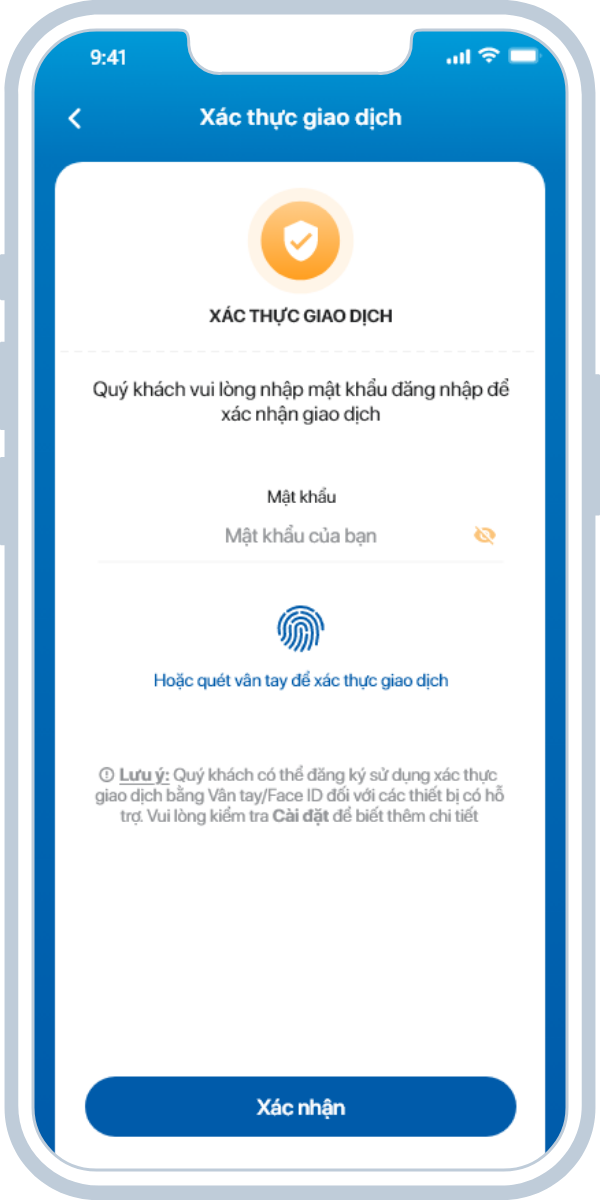 9:41
Xác thực giao dịch
XÁC THỰC GIAO DỊCH
Quý khách vui lòng nhập mật khẩu đăng nhập để
xác nhận giao dịch
Mật khẩu
Mật khẩu của bạn
Hoặc quét vân tay để xác thực giao dịch
Lưu ý: Quý khách có thể đăng ký sử dụng xác thực
giao dịch bằng Vân tay/Face ID đối với các thiết bị có hỗ
trợ. Vui lòng kiểm tra Cài đặt để biết thêm chi tiết
Xác nhận